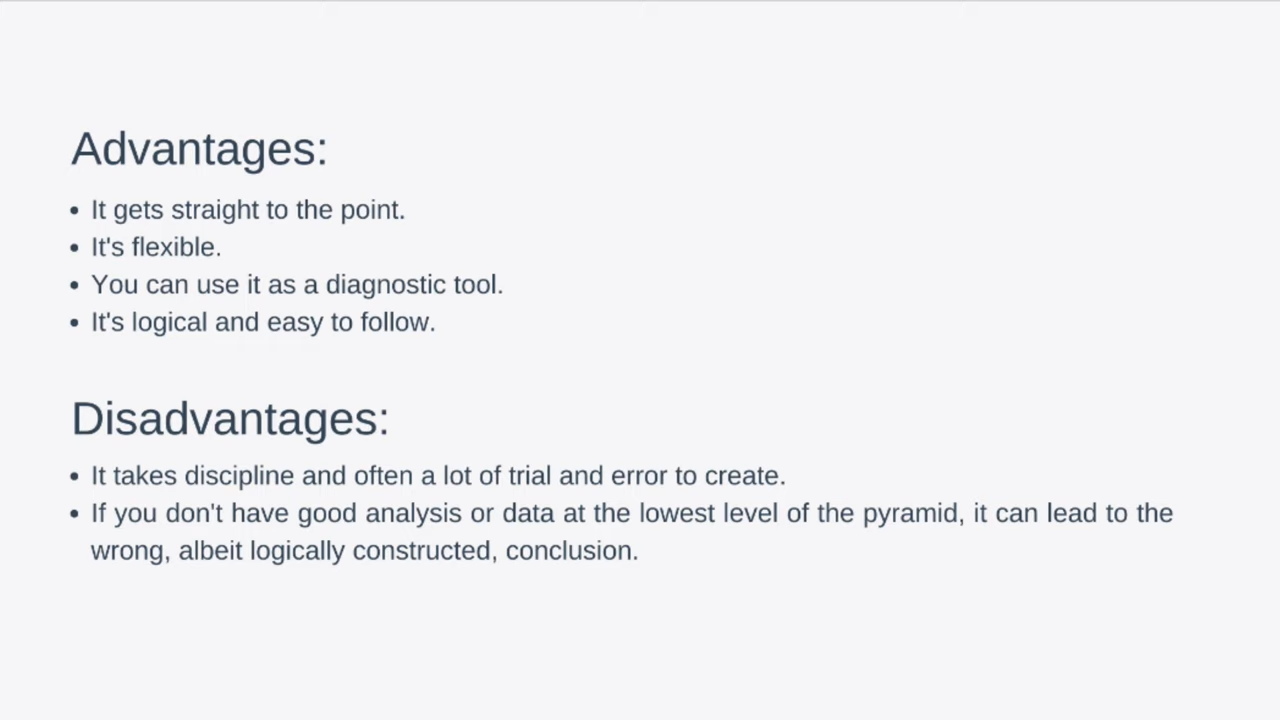 Advantages:
• It gets straight to the point.
• It's flexible.
• You can use it as a diagnostic tool.
• It's logical and easy to follow.
Disadvantages:
• It takes discipline and often a lot of trial and error to create.
• If you don't have good analysis or data at the lowest level of the pyramid, it can lead to the
wrong, albeit logically constructed, conclusion.